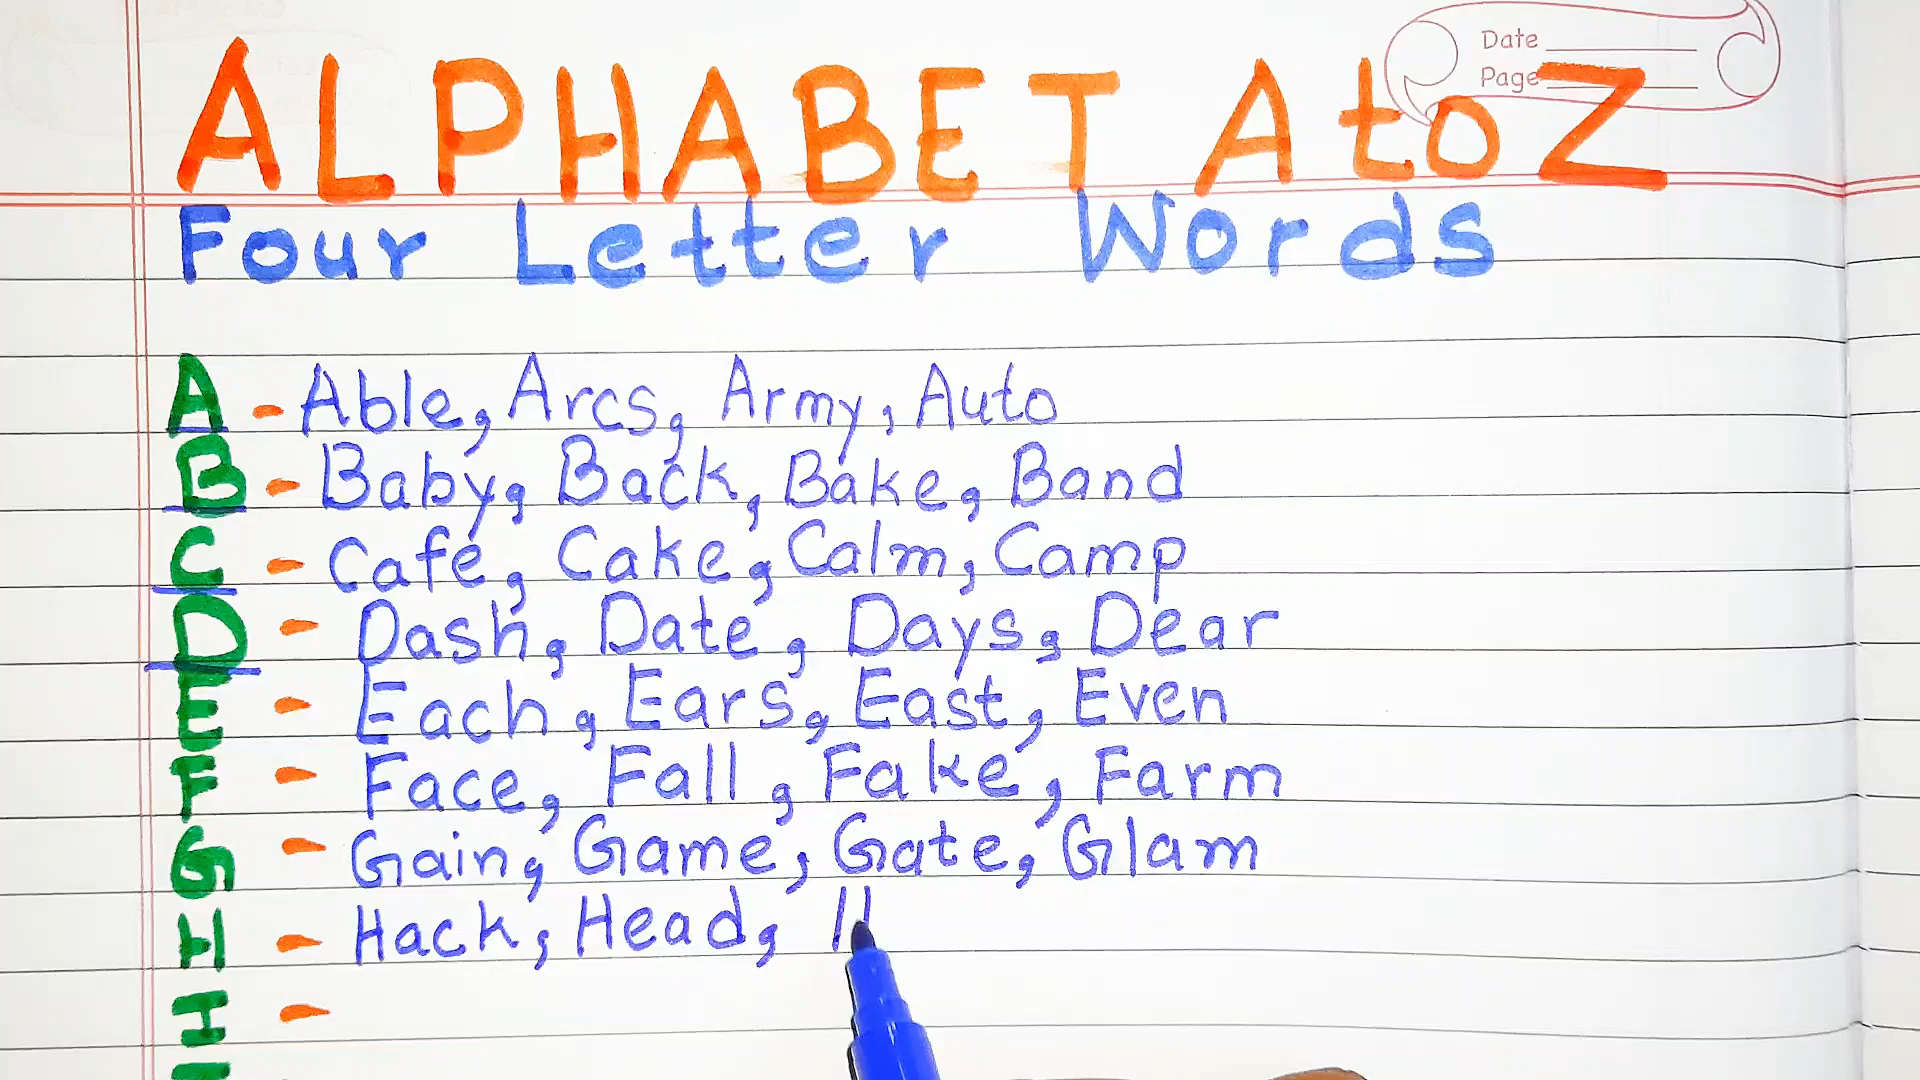 Date
Page
ALPHABET A to Z
Four Letter Words
A - Able, Arcs, Army, Auto
B - Baby, Back, Bake, Band
C - Cafe, Cake, Calm, Camp
D - Dash, Date, Days, Dear
E - Each, Ears, East, Even
F - Face, Fall, Fake, Farm
G - Gain, Game, Gate, Glam
H - Hack, Head,
I -